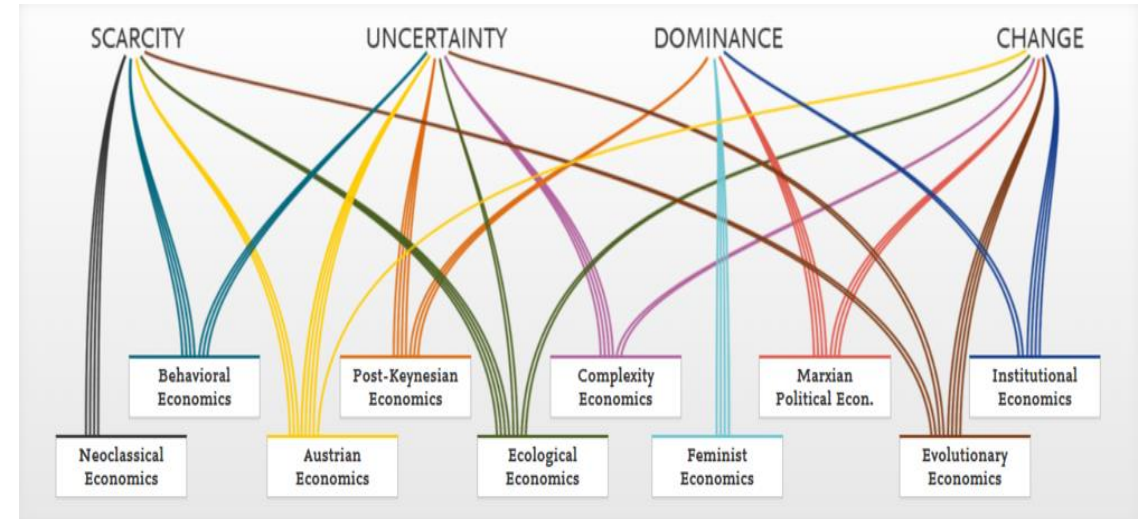 SCARCITY
UNCERTAINTY
DOMINANCE
CHANGE
Behavioral
Economics
Post-Keynesian
Economics
Complexity
Economics
Marxian
Political Econ.
Institutional
Economics
Neoclassical
Economics
Austrian
Economics
Ecological
Economics
Feminist
Economics
Evolutionary
Economics